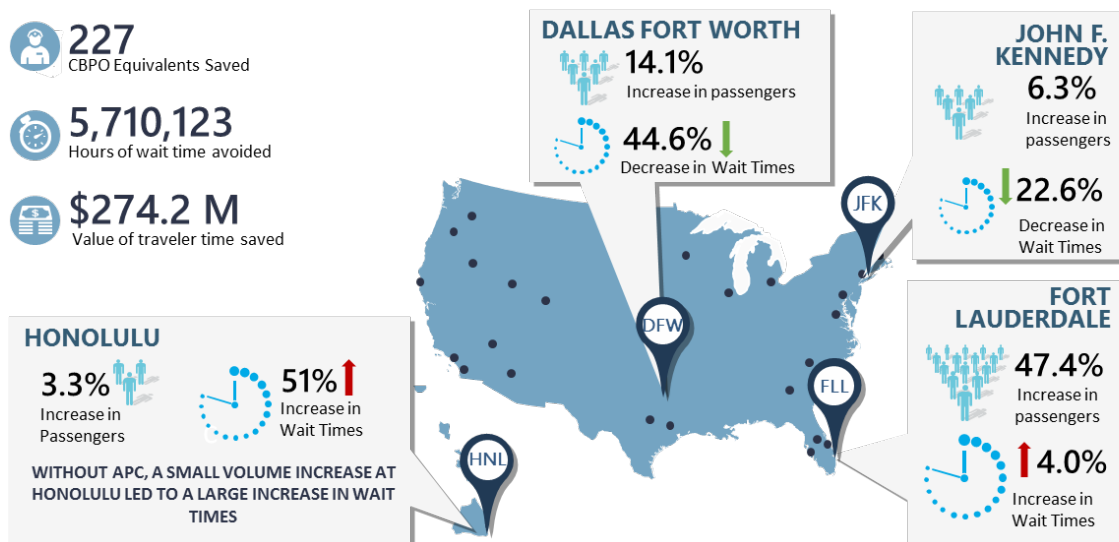 227
CBPO Equivalents Saved
5,710,123
Hours of wait time avoided
$274.2 M
Value of traveler time saved
DALLAS FORT WORTH
14.1%
Increase in passengers
44.6%
Decrease in Wait Times
JOHN F.
KENNEDY
6.3%
Increase in
passengers
22.6%
Decrease in
Wait Times
JFK
DFW
FLL
HNL
HONOLULU
3.3%
Increase in
Passengers
51%
Increase in
Wait Times
WITHOUT APC, A SMALL VOLUME INCREASE AT
HONOLULU LED TO A LARGE INCREASE IN WAIT
TIMES
FORT
LAUDERDALE
47.4%
Increase in
passengers
4.0%
Increase in
Wait Times